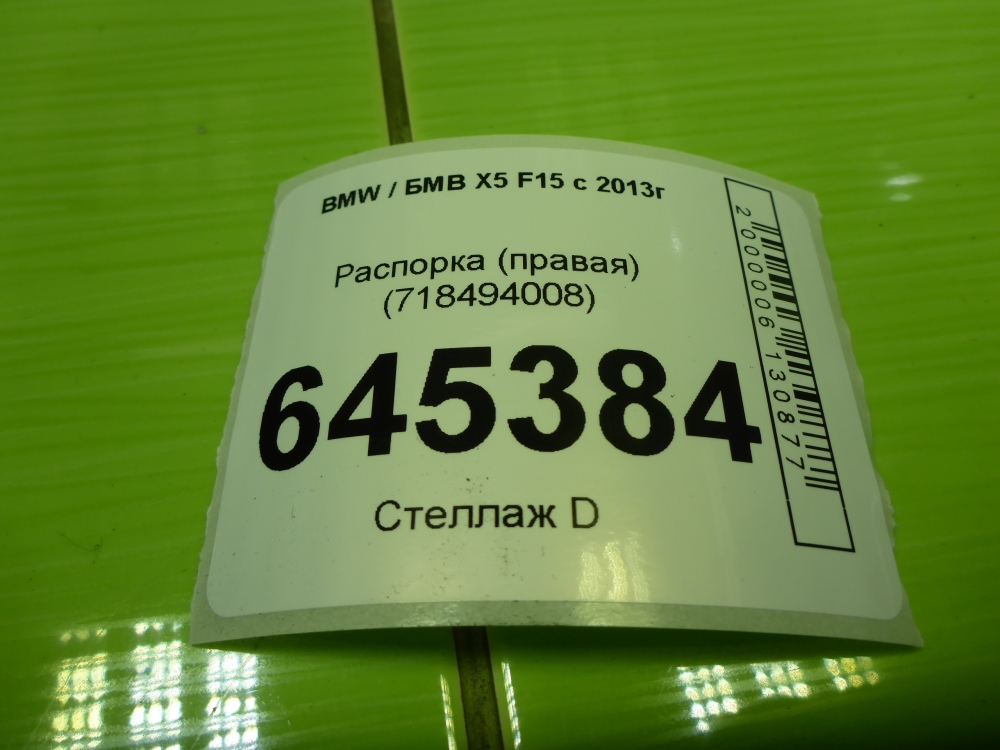 BMW / БМВ X5 F15 с 2013г
Распорка (правая)
(718494008)
645384
Стеллаж D
2000006130877